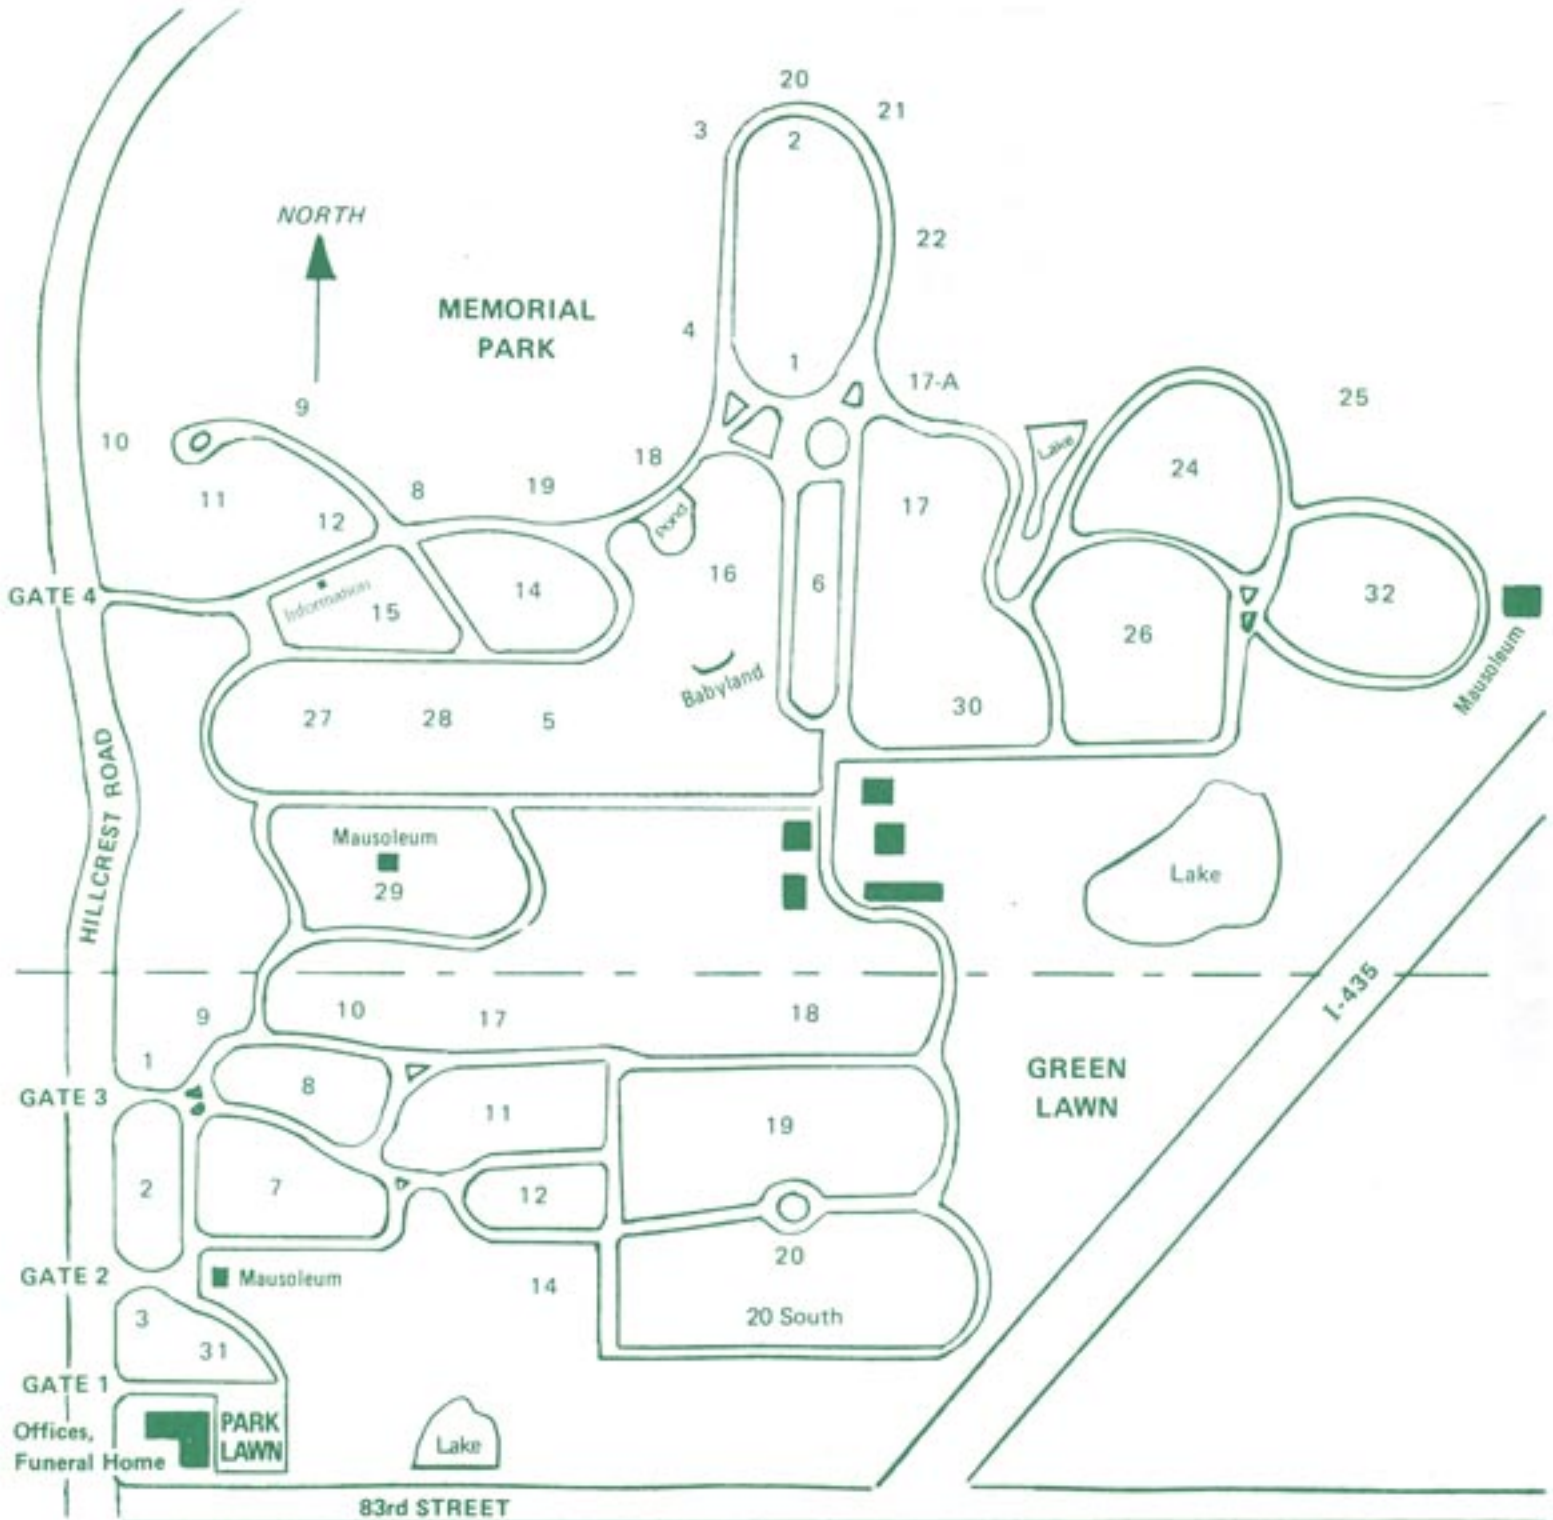 20
21
3
2
NORTH
22
MEMORIAL
PARK
4
1
17-A
25
9
10
18
Lake
24
8
19
11
12
17
Pond
16
6
14
GATE 4
Information
15
32
26
Mausoleum
Babyland
30
27
28
5
HILLCREST ROAD
Mausoleum
29
Lake
I-435
9
10
17
18
1
GREEN
LAWN
8
GATE 3
11
19
2
7
12
20
GATE 2
Mausoleum
14
3
20 South
31
GATE 1
Offices,
Funeral Home
PARK
LAWN
Lake
83rd STREET